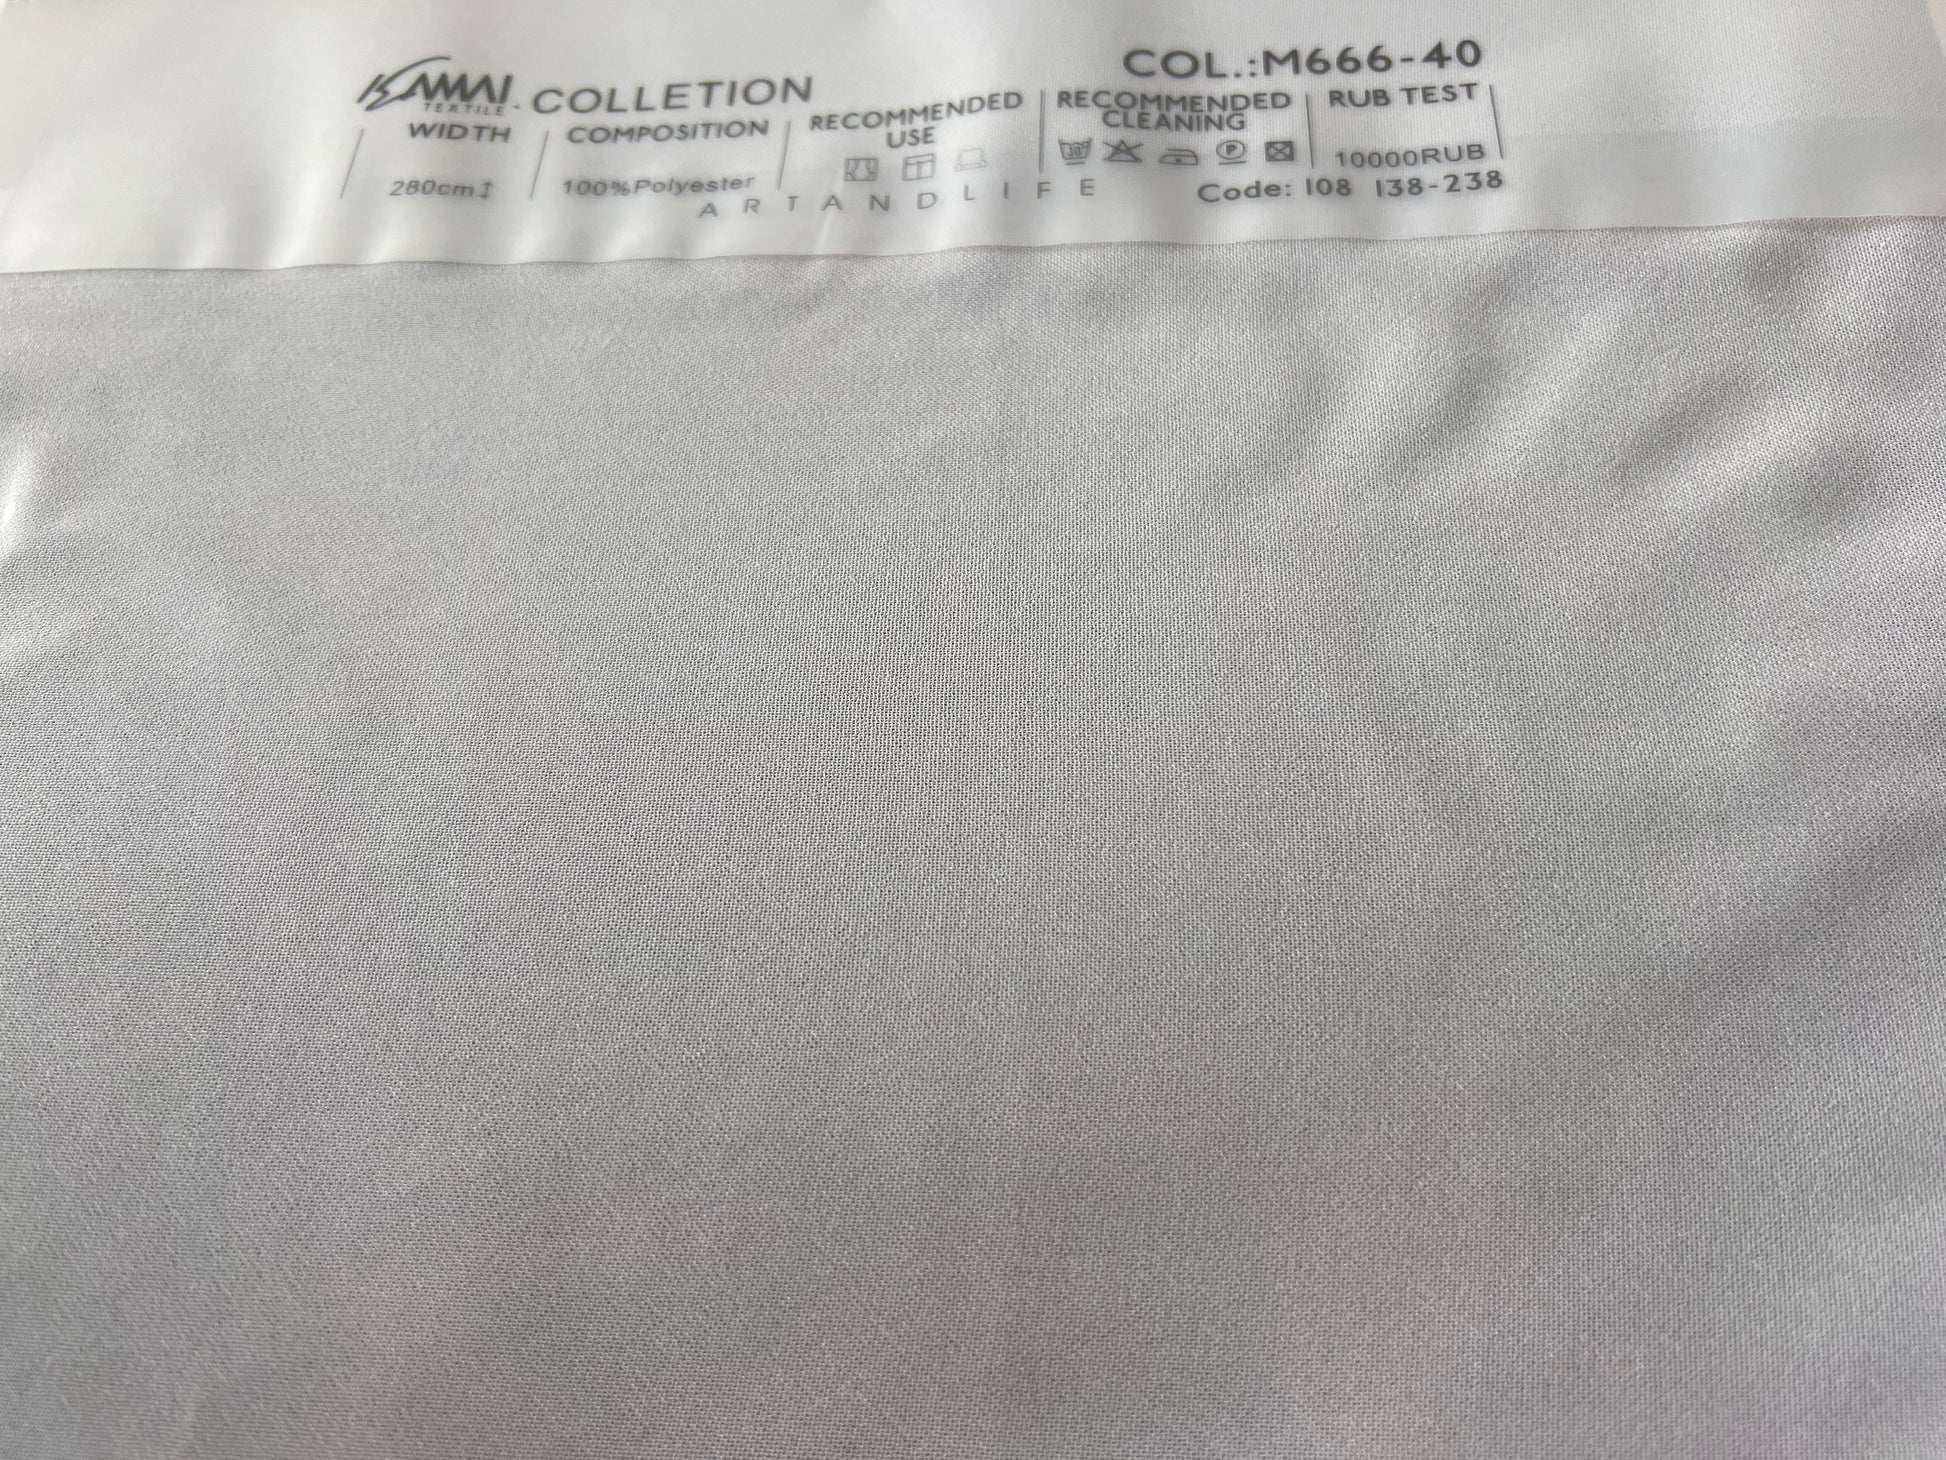 KAMAI TEXTILE COLLETION
COL.:M666-40
WIDTH
280cm
COMPOSITION
100%Polyester
RECOMMENDED
USE
RECOMMENDED
CLEANING
30°
P
RUB TEST
10000RUB
ARTANDLIFE
Code: 108 138-238